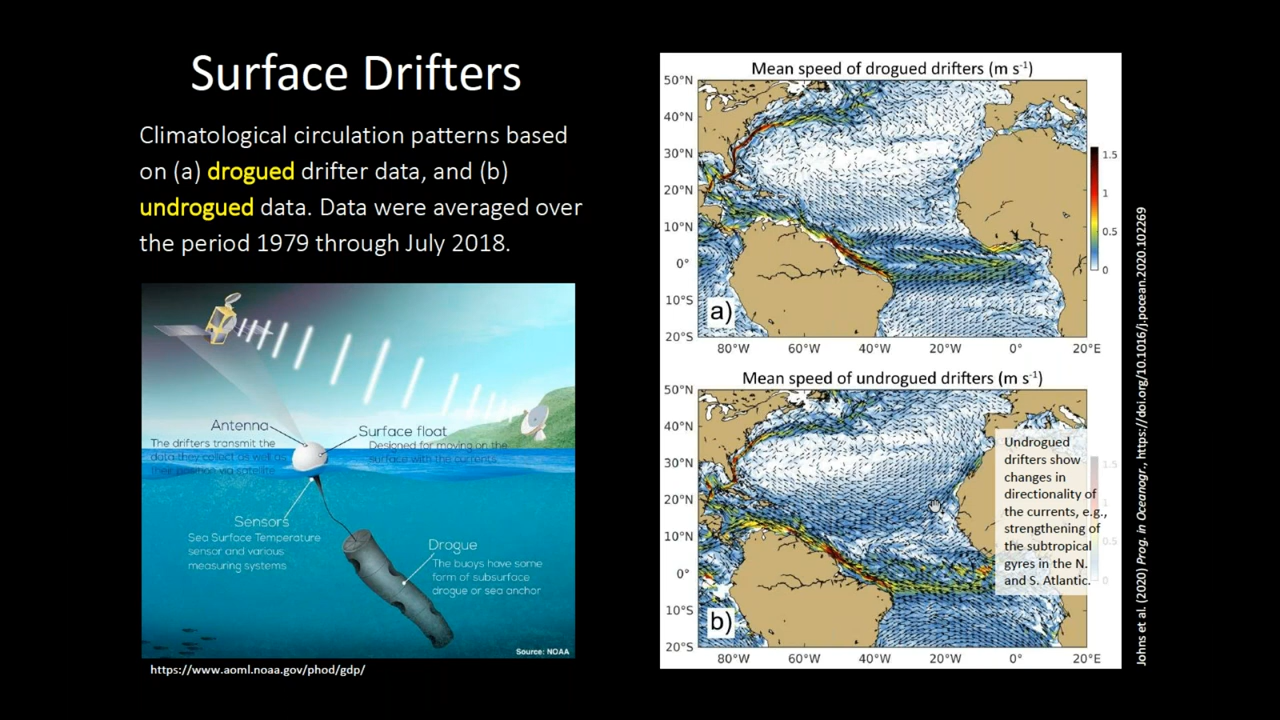 Surface Drifters
Climatological circulation patterns based
on (a) drogued drifter data, and (b)
undrogued data. Data were averaged over
the period 1979 through July 2018.
Antenna
The drifters transmit the
data they collect as well as
their position via satellite
Surface float
Designed for moving on the
surface with the currents
Sensors
Sea Surface Temperature
sensor and various
measuring systems
Drogue
The buoys have some
form of subsurface
drogue or sea anchor
Source: NOAA
https://www.aoml.noaa.gov/phod/gdp/
Mean speed of drogued drifters (m s⁻¹)
50°N
40°N
30°N
20°N
10°N
0°
10°S
20°S
80°W 60°W 40°W 20°W 0° 20°E
1.5
1
0.5
0
a)
Mean speed of undrogued drifters (m s⁻¹)
50°N
40°N
30°N
20°N
10°N
0°
10°S
20°S
80°W 60°W 40°W 20°W 0° 20°E
1.5
1
0.5
0
b)
Undrogued
drifters show
changes in
directionality of
the currents, e.g.,
strengthening of
the subtropical
gyres in the N.
and S. Atlantic.
Johns et al. (2020) Prog. in Oceanogr., https://doi.org/10.1016/j.pocean.2020.102269